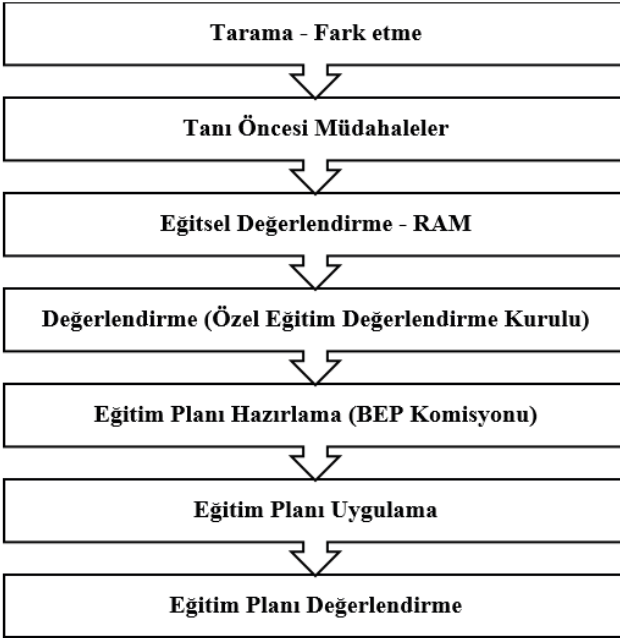 Tarama - Fark etme
Tanı Öncesi Müdahaleler
Eğitsel Değerlendirme - RAM
Değerlendirme (Özel Eğitim Değerlendirme Kurulu)
Eğitim Planı Hazırlama (BEP Komisyonu)
Eğitim Planı Uygulama
Eğitim Planı Değerlendirme